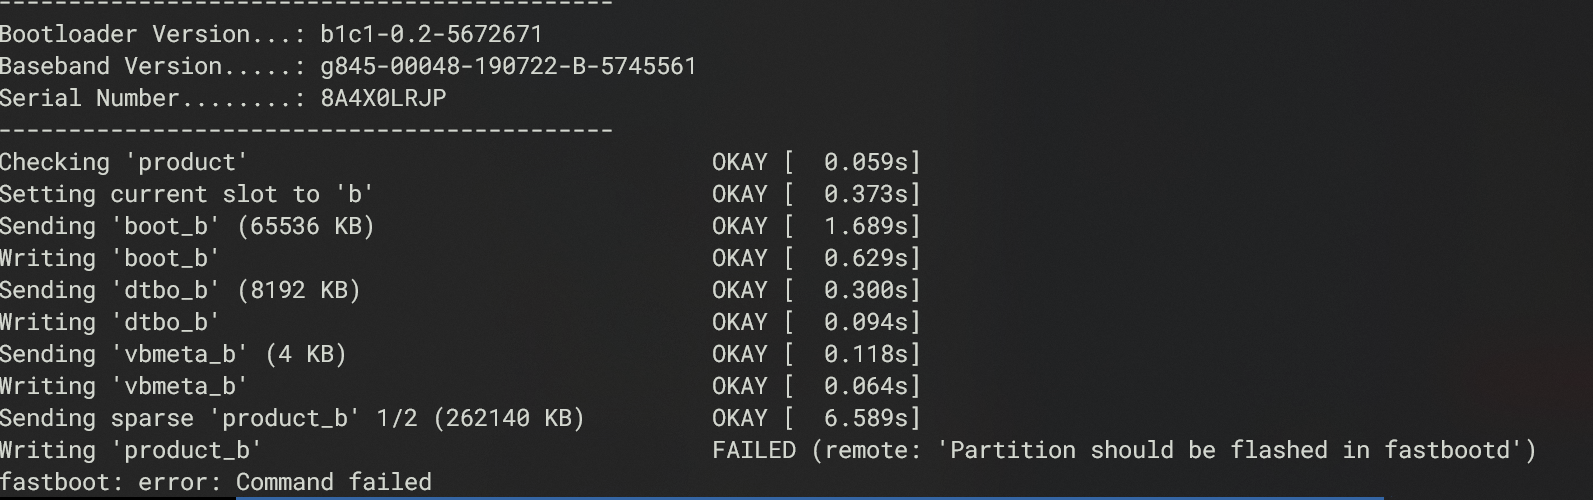 -------------------------------------------
Bootloader Version...: b1c1-0.2-5672671
Baseband Version.....: g845-00048-190722-B-5745561
Serial Number........: 8A4X0LRJP
-------------------------------------------
Checking 'product' OKAY [  0.059s]
Setting current slot to 'b' OKAY [  0.373s]
Sending 'boot_b' (65536 KB) OKAY [  1.689s]
Writing 'boot_b' OKAY [  0.629s]
Sending 'dtbo_b' (8192 KB) OKAY [  0.300s]
Writing 'dtbo_b' OKAY [  0.094s]
Sending 'vbmeta_b' (4 KB) OKAY [  0.118s]
Writing 'vbmeta_b' OKAY [  0.064s]
Sending sparse 'product_b' 1/2 (262140 KB) OKAY [  6.589s]
Writing 'product_b' FAILED (remote: 'Partition should be flashed in fastbootd')
fastboot: error: Command failed